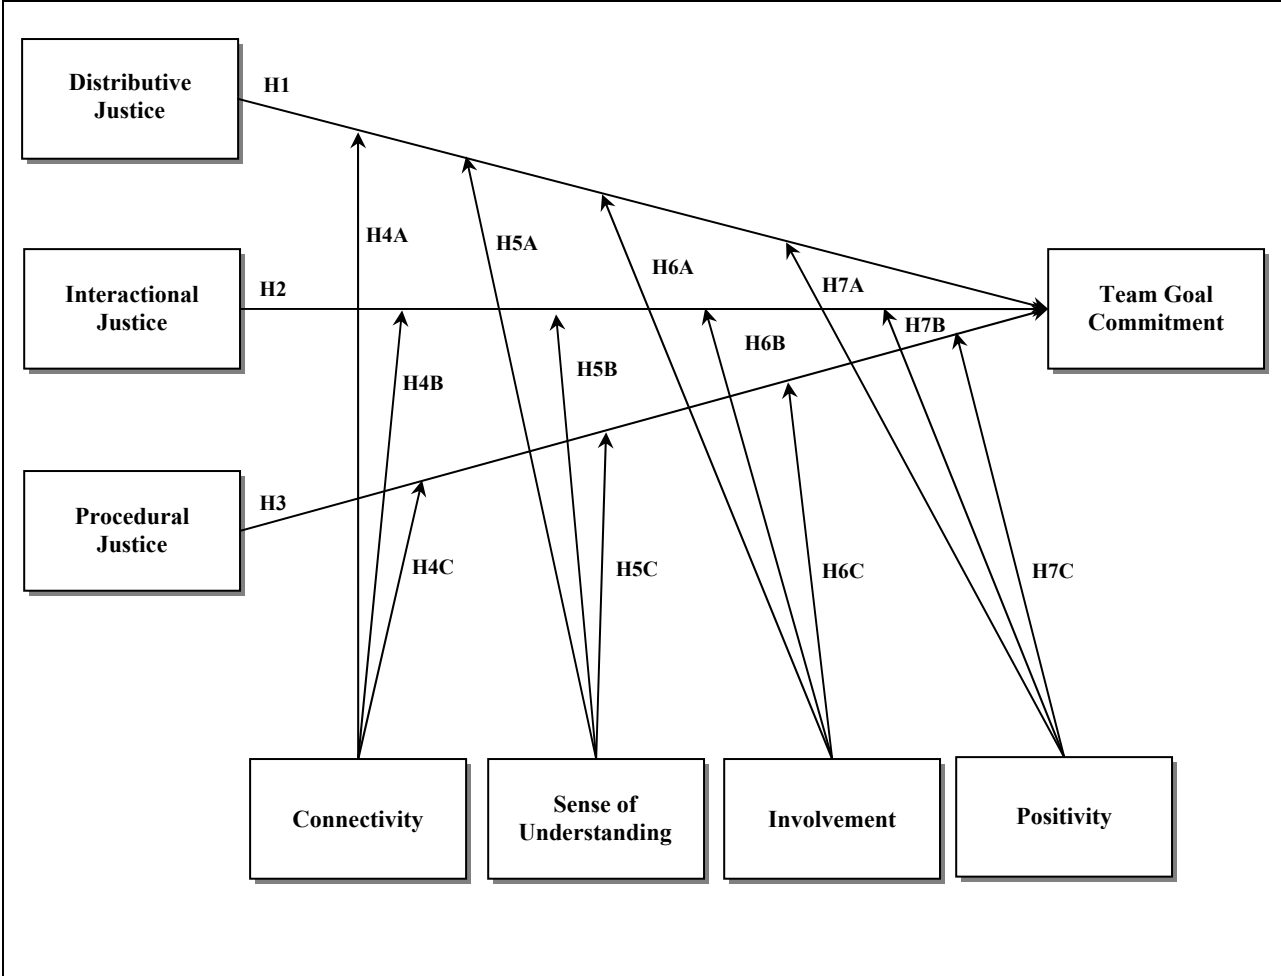 Distributive
Justice
H1
H4A
H5A
H6A
H7A
Interactional
Justice
H2
Team Goal
Commitment
H7B
H6B
H5B
H4B
Procedural
Justice
H3
H4C
H5C
H6C
H7C
Connectivity
Sense of
Understanding
Involvement
Positivity